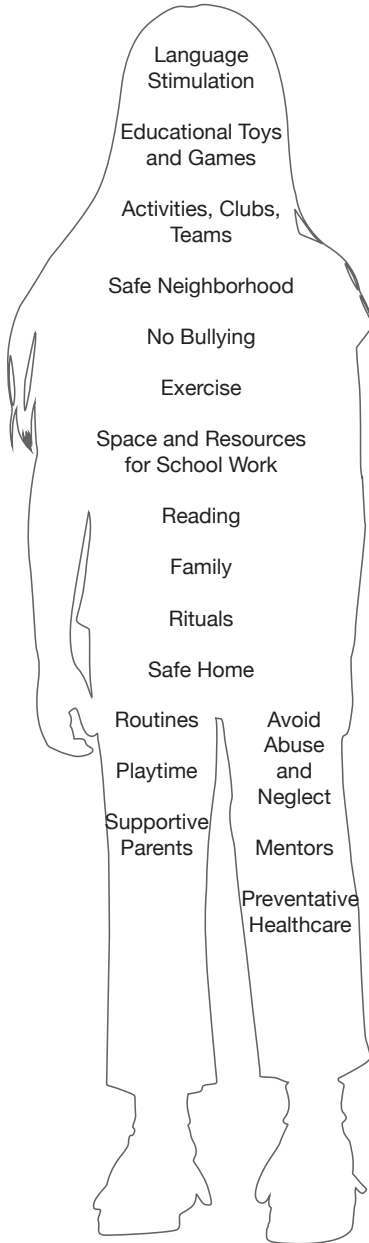 Language
Stimulation
Educational Toys
and Games
Activities, Clubs,
Teams
Safe Neighborhood
No Bullying
Exercise
Space and Resources
for School Work
Reading
Family
Rituals
Safe Home
Routines
Playtime
Supportive
Parents
Avoid
Abuse
and
Neglect
Mentors
Preventative
Healthcare